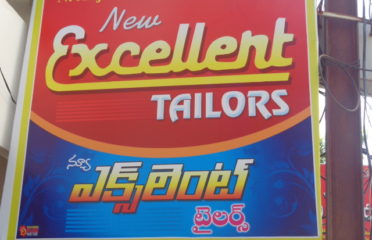 New
Excellent
TAILORS
న్యూ
ఎక్స్‌లెంట్
టైలర్స్